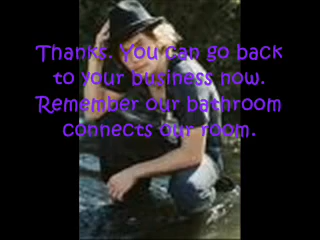 Thanks. You can go back
to your business now.
Remember our bathroom
connects our room.